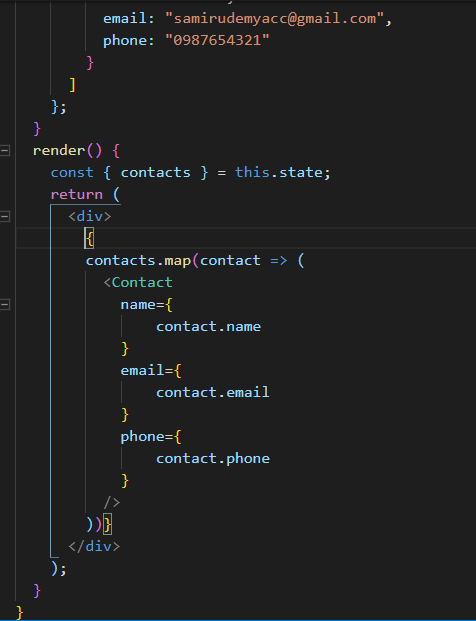 email: "samirudemyacc@gmail.com",
phone: "0987654321"
}
]
};
}
render() {
const { contacts } = this.state;
return (
<div>
{
contacts.map(contact => (
<Contact
name={
contact.name
}
email={
contact.email
}
phone={
contact.phone
}
/>
))}
</div>
);
}
}